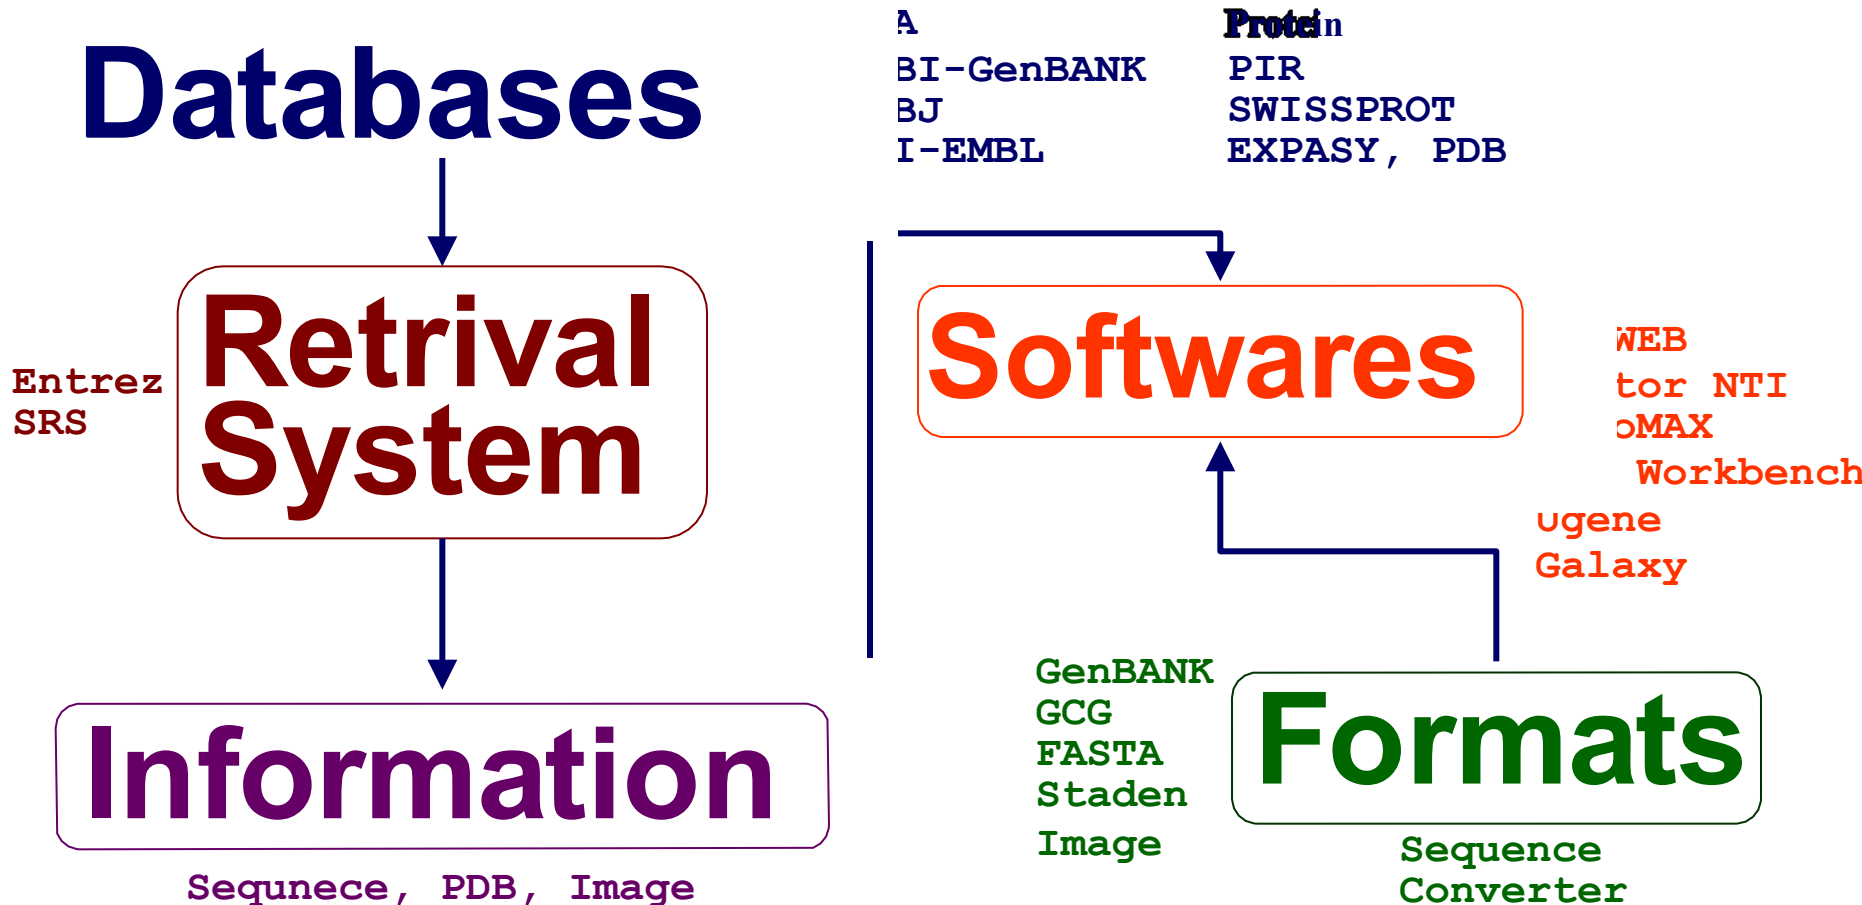 Databases
A
BI-GenBANK
BJ
I-EMBL
Protein
PIR
SWISSPROT
EXPASY, PDB
Retrival
System
Entrez
SRS
Softwares
WEB
tor NTI
oMAX
Workbench
Ugene
Galaxy
Information
Sequnece, PDB, Image
GenBANK
GCG
FASTA
Staden
Image
Formats
Sequence
Converter